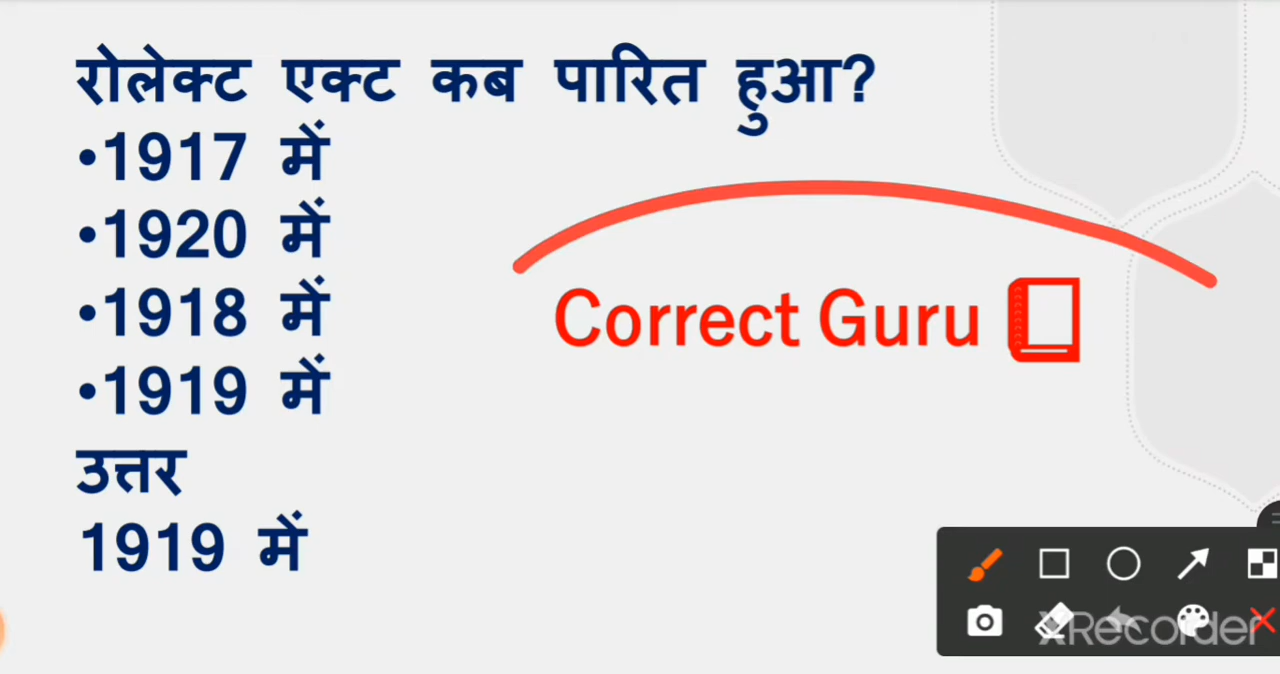 रोलेक्ट एक्ट कब पारित हुआ?
•1917 में
•1920 में
•1918 में
•1919 में
उत्तर
1919 में
Correct Guru
XRecorder